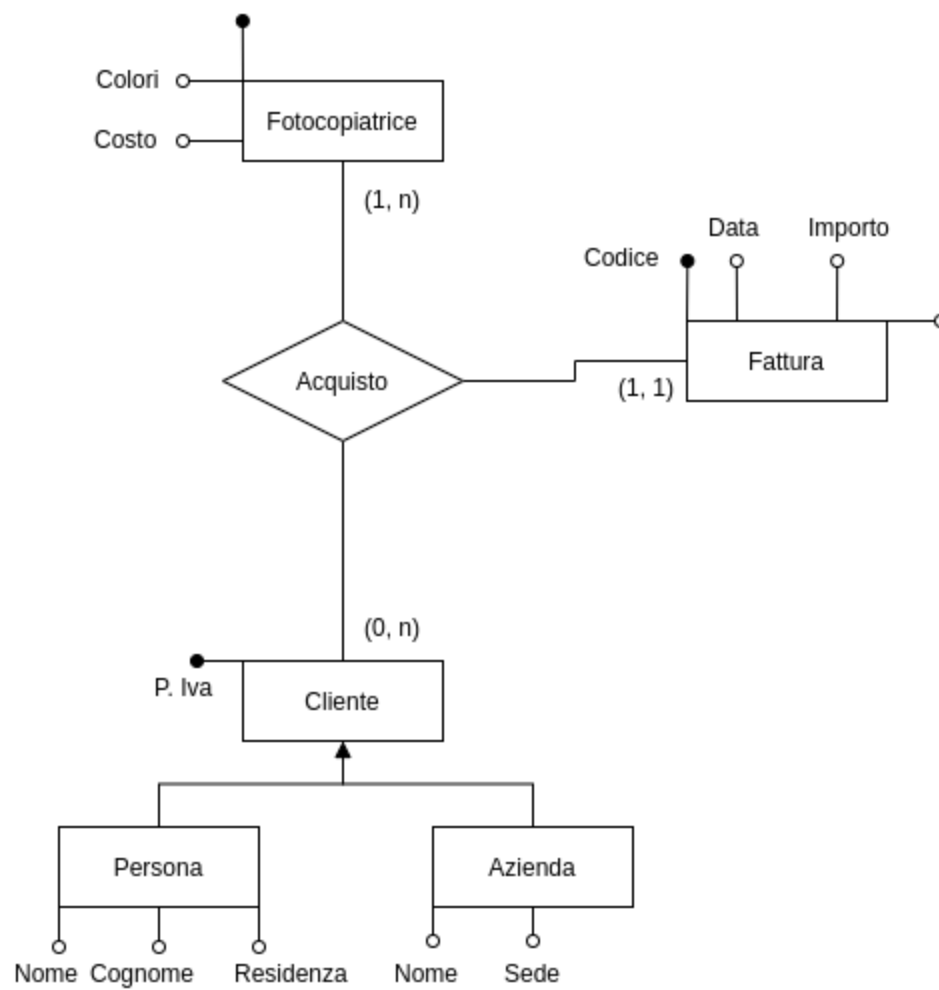 Colori
Fotocopiatrice
Costo
(1, n)
Data Importo
Codice
Fattura
Acquisto
(1, 1)
(0, n)
P. Iva
Cliente
Persona Azienda
Nome Cognome Residenza Nome Sede